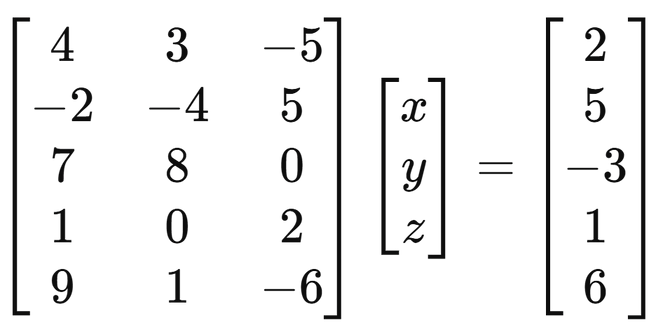 4 3 −5 2
−2 −4 5 x 5
7 8 0 y = −3
1 0 2 z 1
9 1 −6 6